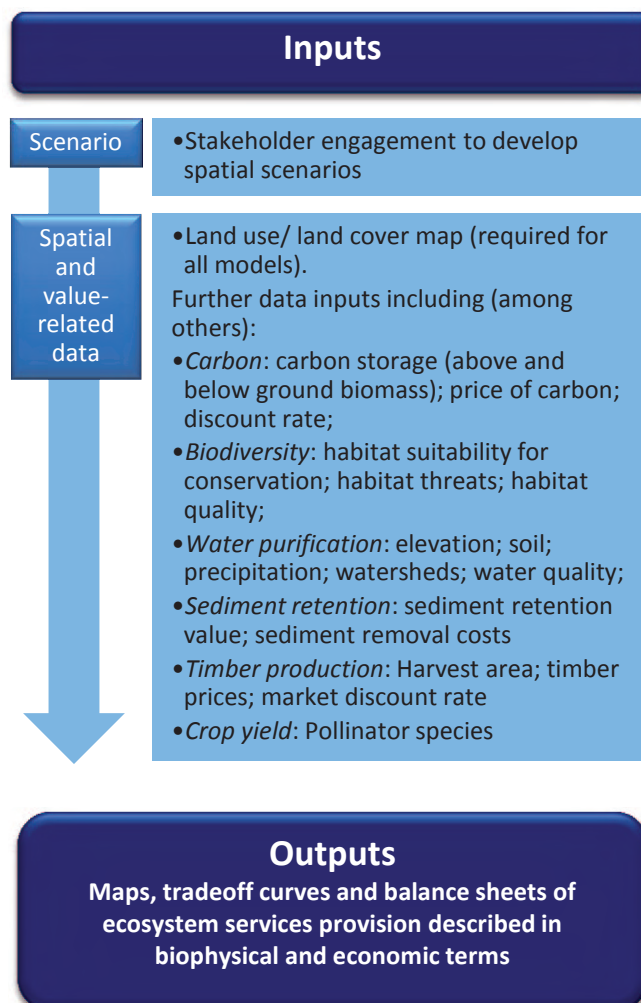 Inputs
Scenario
•Stakeholder engagement to develop
spatial scenarios
Spatial
and
value-
related
data
•Land use/ land cover map (required for
all models).
Further data inputs including (among
others):
•Carbon: carbon storage (above and
below ground biomass); price of carbon;
discount rate;
•Biodiversity: habitat suitability for
conservation; habitat threats; habitat
quality;
•Water purification: elevation; soil;
precipitation; watersheds; water quality;
•Sediment retention: sediment retention
value; sediment removal costs
•Timber production: Harvest area; timber
prices; market discount rate
•Crop yield: Pollinator species
Outputs
Maps, tradeoff curves and balance sheets of
ecosystem services provision described in
biophysical and economic terms